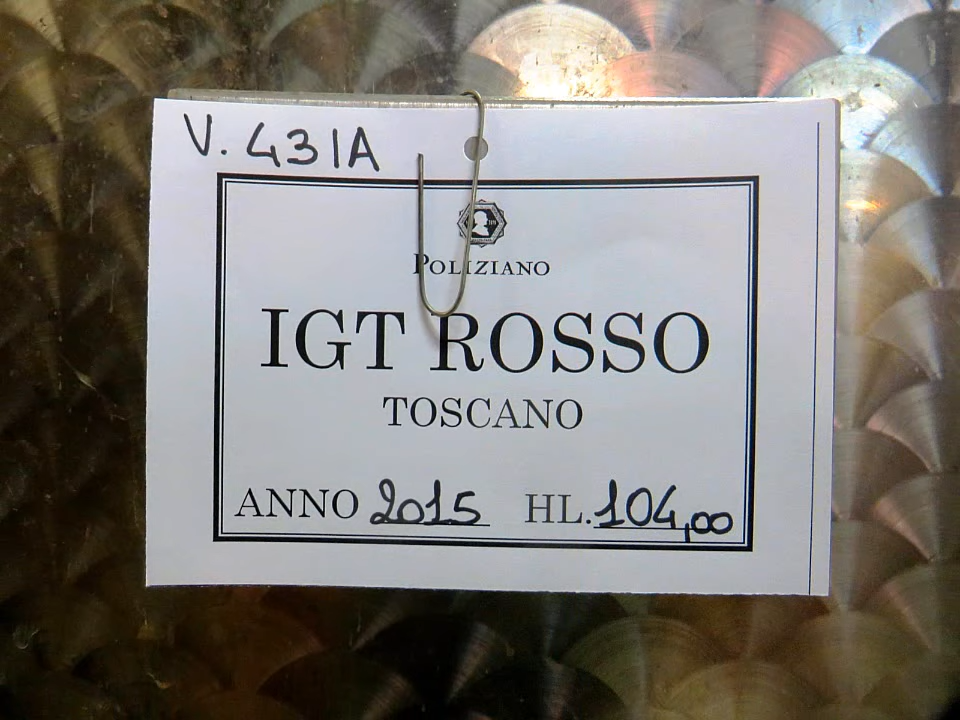 V. 431A
POLIZIANO
IGT ROSSO
TOSCANO
ANNO 2015 HL. 104,00